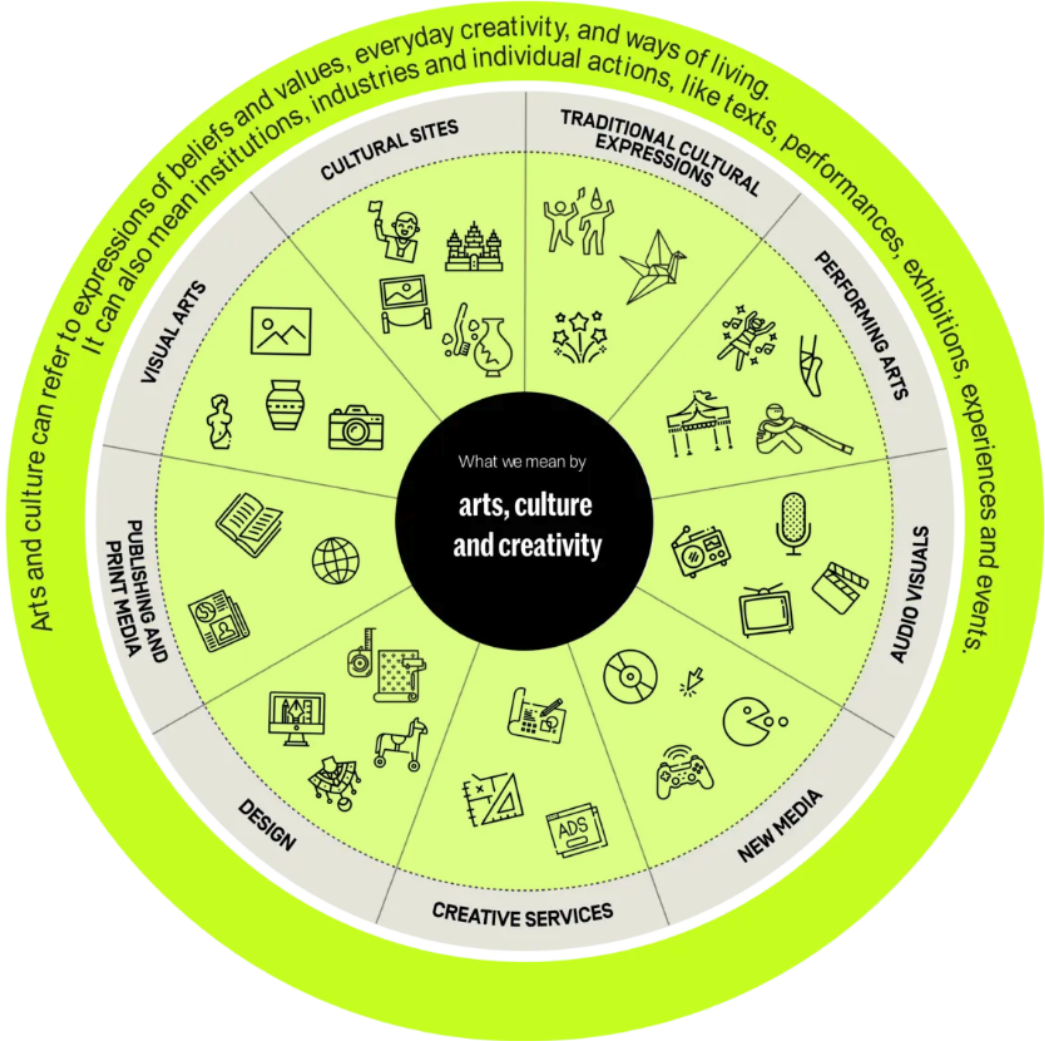 Arts and culture can refer to expressions of beliefs and values, everyday creativity, and ways of living.
It can also mean institutions, industries and individual actions, like texts, performances, exhibitions, experiences and events.
CULTURAL SITES
TRADITIONAL CULTURAL
EXPRESSIONS
PERFORMING ARTS
AUDIO VISUALS
NEW MEDIA
CREATIVE SERVICES
ADS
DESIGN
PUBLISHING AND
PRINT MEDIA
VISUAL ARTS
What we mean by
arts, culture
and creativity